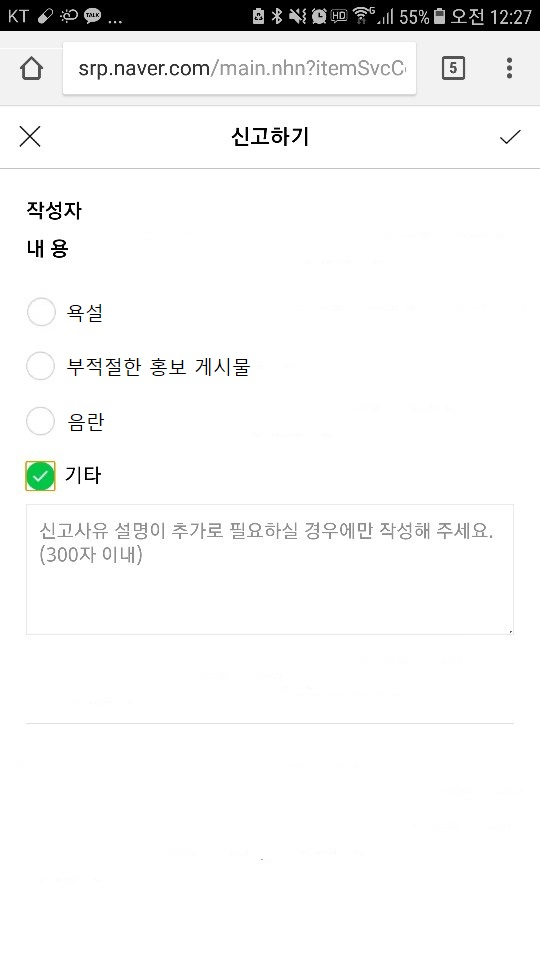 KT TALK ... HD G 55% 오전 12:27
srp.naver.com/main.nhn?itemSvcC
5
신고하기
작성자
내 용
욕설
부적절한 홍보 게시물
음란
기타
신고사유 설명이 추가로 필요하실 경우에만 작성해 주세요.
(300자 이내)